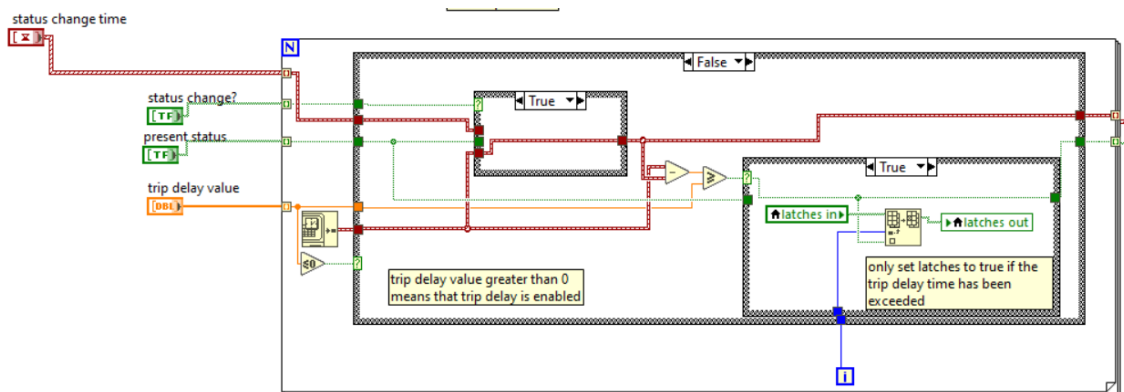 status change time
N
False
status change?
TF
True
present status
TF
True
trip delay value
DBL
latches in
latches out
≤0
trip delay value greater than 0
means that trip delay is enabled
only set latches to true if the
trip delay time has been
exceeded
i